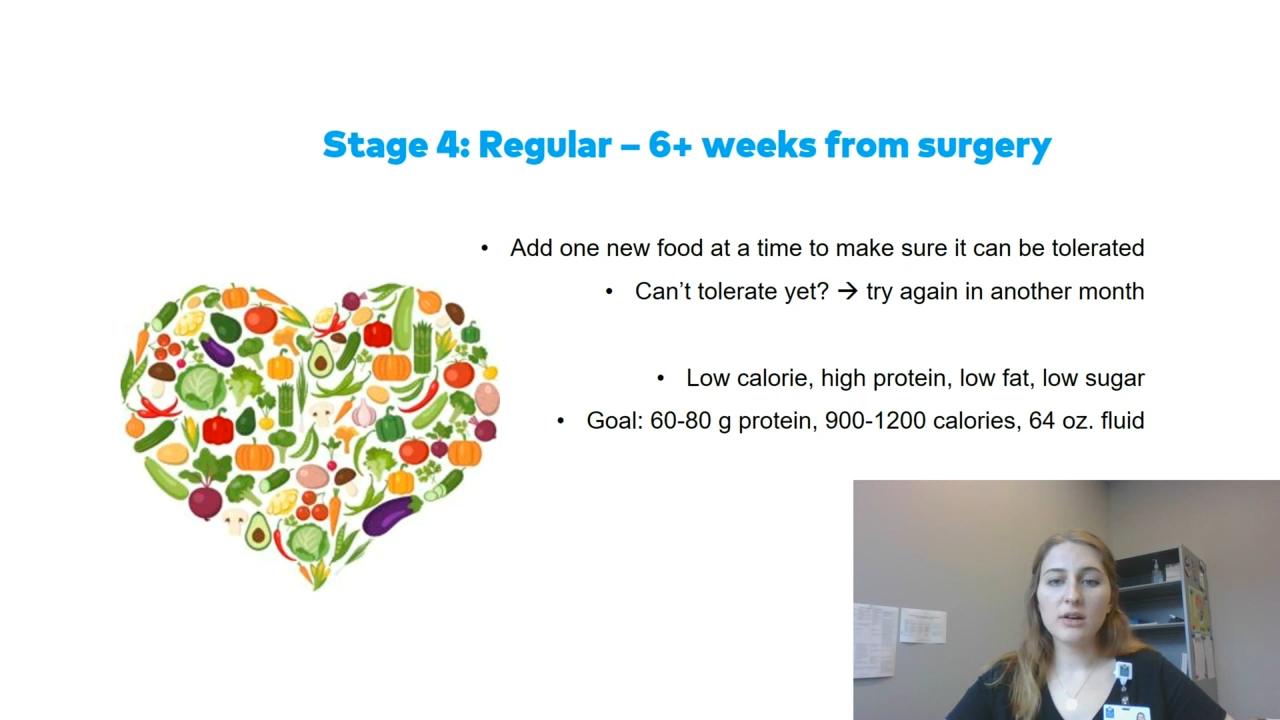 Stage 4: Regular – 6+ weeks from surgery
• Add one new food at a time to make sure it can be tolerated
• Can’t tolerate yet? → try again in another month
• Low calorie, high protein, low fat, low sugar
• Goal: 60-80 g protein, 900-1200 calories, 64 oz. fluid